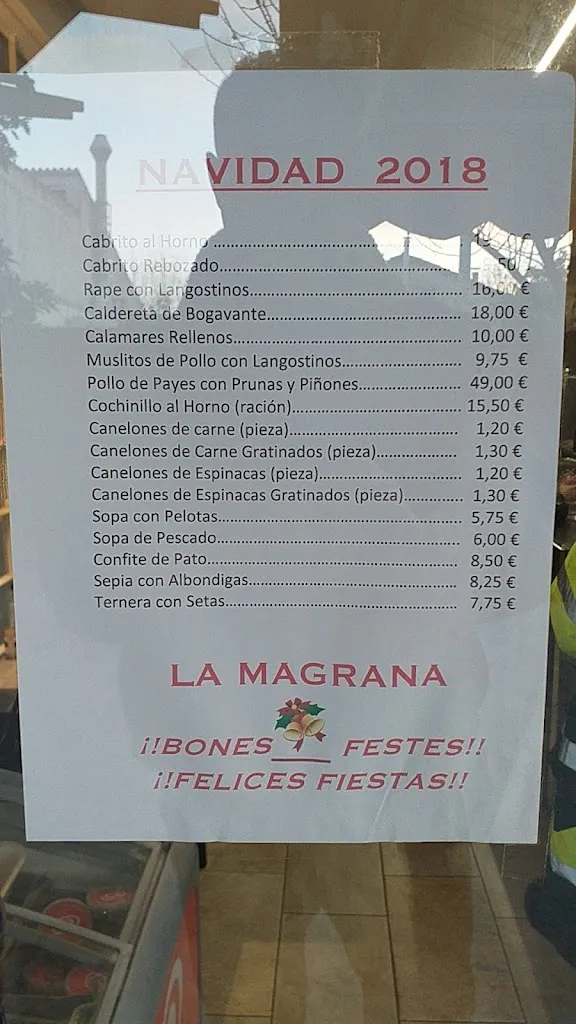 NAVIDAD 2018
Cabrito al Horno
Cabrito Rebozado
Rape con Langostinos 16,00 €
Caldereta de Bogavante 18,00 €
Calamares Rellenos 10,00 €
Muslitos de Pollo con Langostinos 9,75 €
Pollo de Payes con Prunas y Piñones 49,00 €
Cochinillo al Horno (ración) 15,50 €
Canelones de carne (pieza) 1,20 €
Canelones de Carne Gratinados (pieza) 1,30 €
Canelones de Espinacas (pieza) 1,20 €
Canelones de Espinacas Gratinados (pieza) 1,30 €
Sopa con Pelotas 5,75 €
Sopa de Pescado 6,00 €
Confite de Pato 8,50 €
Sepia con Albondigas 8,25 €
Ternera con Setas 7,75 €
LA MAGRANA
¡!BONES FESTES!!
¡!FELICES FIESTAS!!